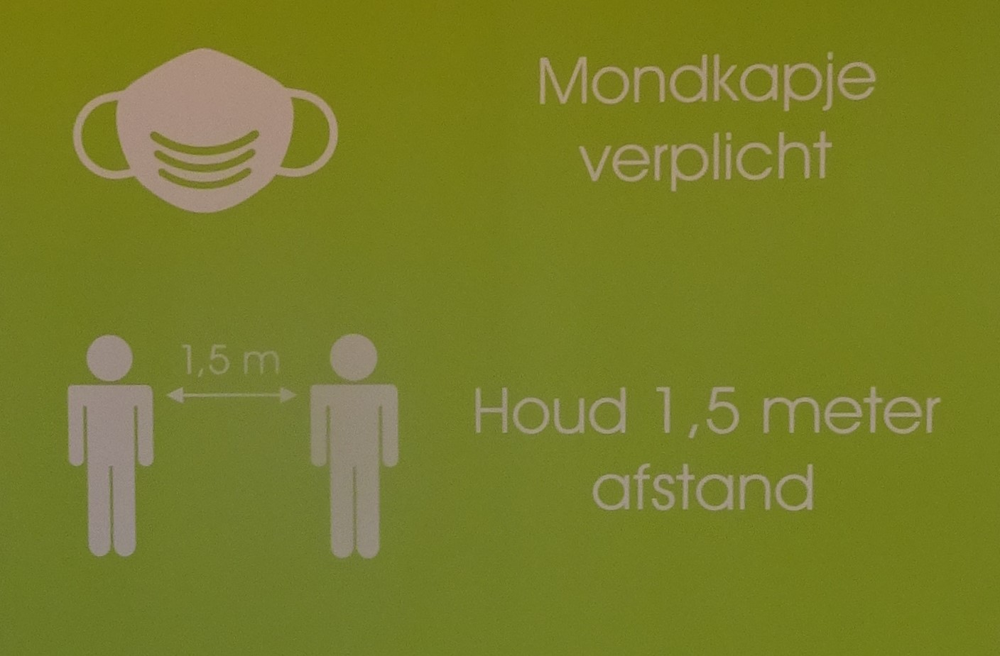 Mondkapje
verplicht
1,5 m
Houd 1,5 meter
afstand